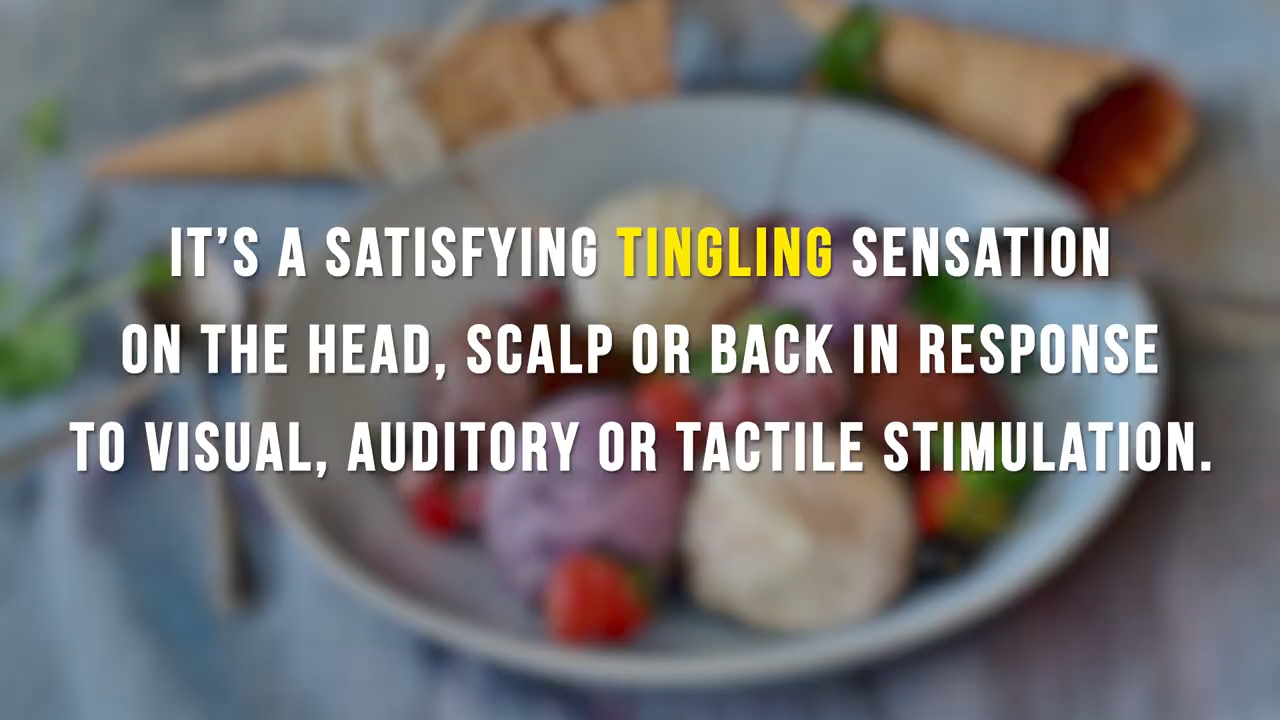 IT’S A SATISFYING TINGLING SENSATION
ON THE HEAD, SCALP OR BACK IN RESPONSE
TO VISUAL, AUDITORY OR TACTILE STIMULATION.